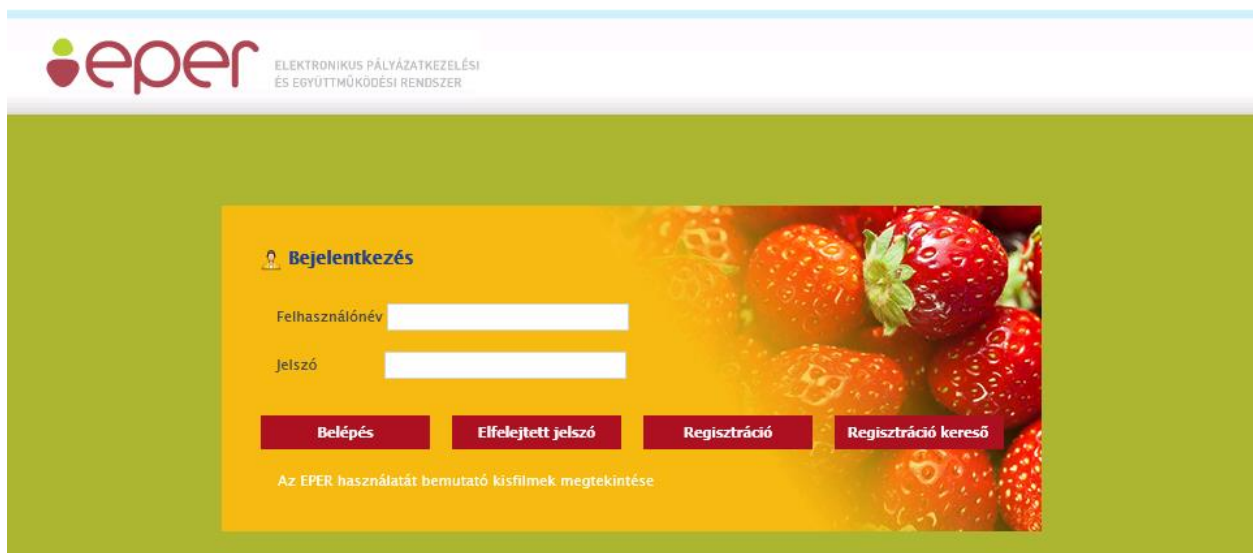 eper
ELEKTRONIKUS PÁLYÁZATKEZELÉSI
ÉS EGYÜTTMŰKÖDÉSI RENDSZER
Bejelentkezés
Felhasználónév
Jelszó
Belépés Elfelejtett jelszó Regisztráció Regisztráció kereső
Az EPER használatát bemutató kisfilmek megtekintése